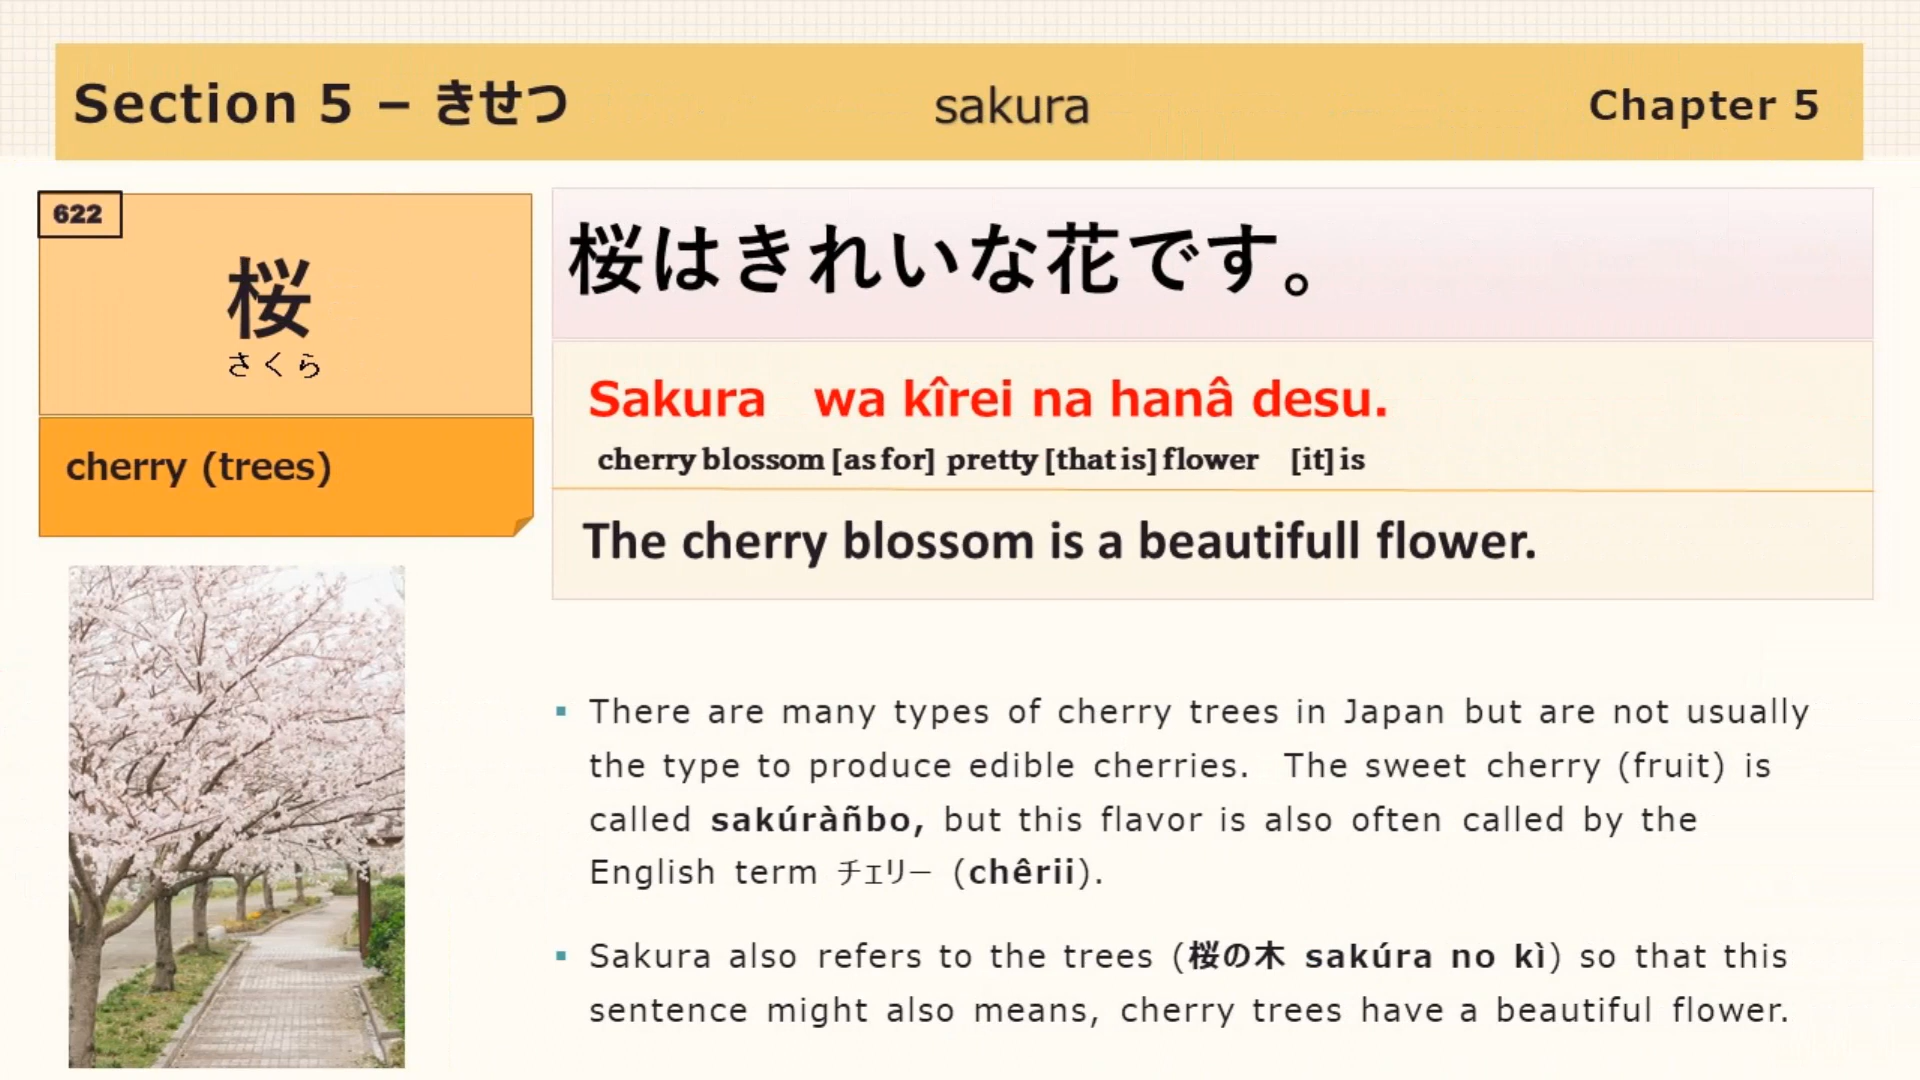 Section 5 – きせつ
sakura
Chapter 5
622
桜
さくら
cherry (trees)
桜はきれいな花です。
Sakura wa kîrei na hanâ desu.
cherry blossom [as for] pretty [that is] flower [it] is
The cherry blossom is a beautifull flower.
▪ There are many types of cherry trees in Japan but are not usually
the type to produce edible cherries. The sweet cherry (fruit) is
called sakúràñbo, but this flavor is also often called by the
English term チェリー (chêrii).
▪ Sakura also refers to the trees (桜の木 sakúra no kì) so that this
sentence might also means, cherry trees have a beautiful flower.